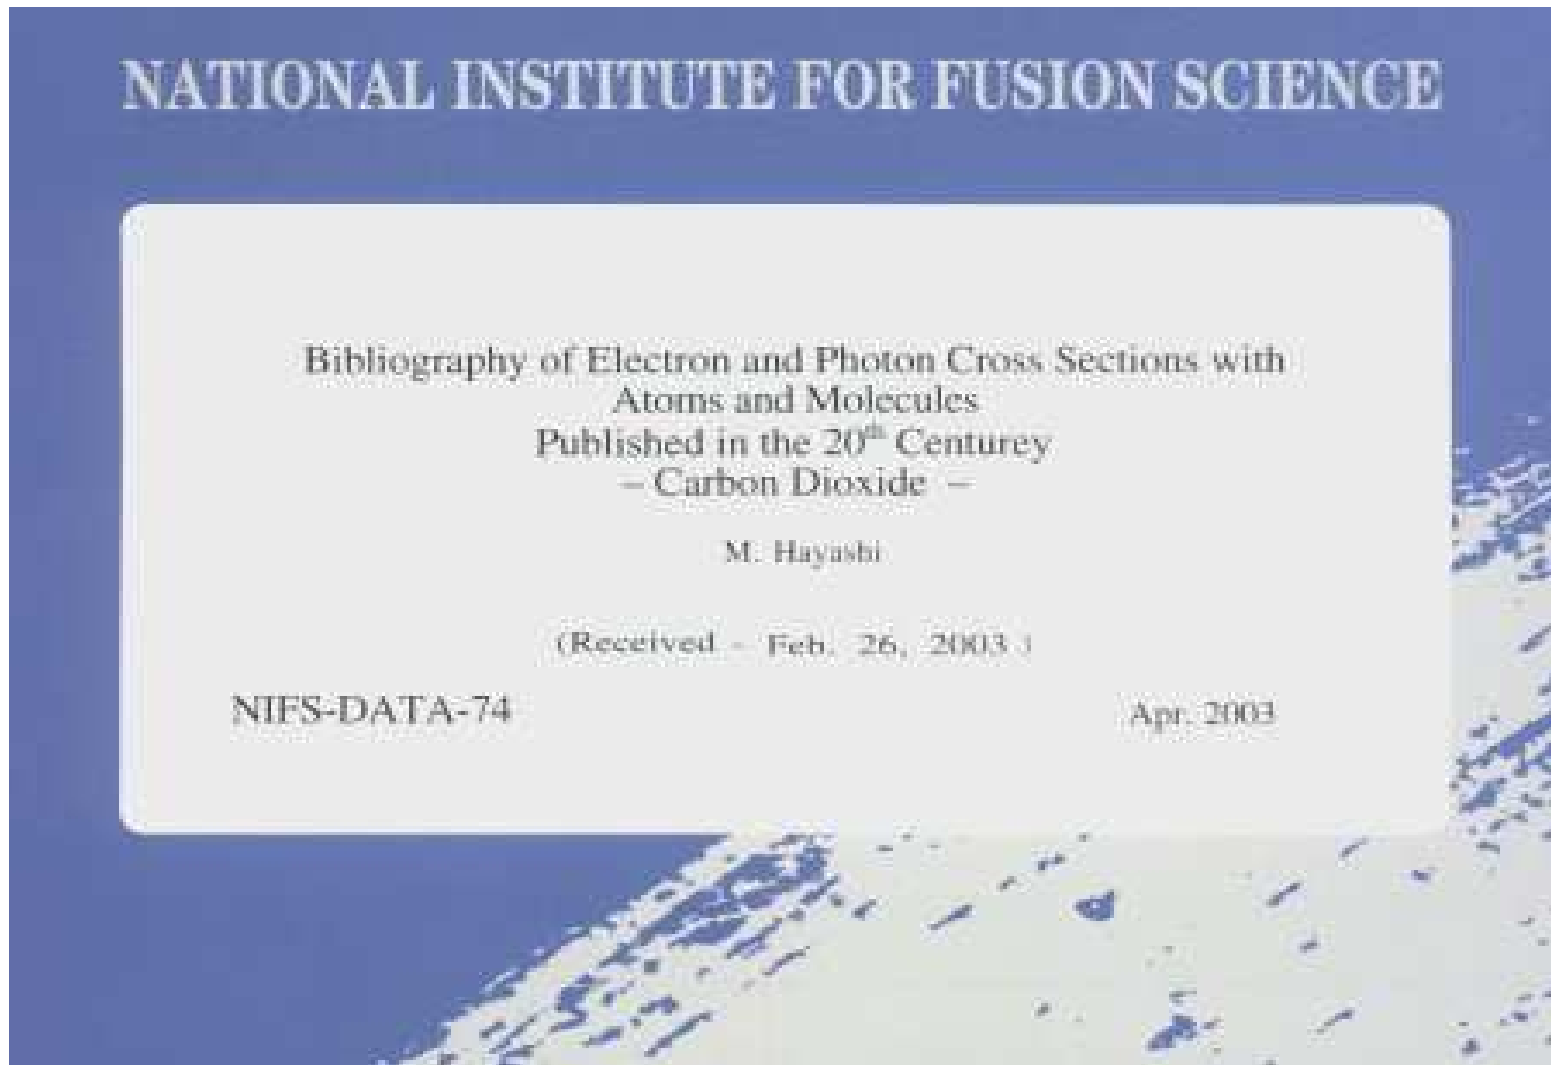 NATIONAL INSTITUTE FOR FUSION SCIENCE
Bibliography of Electron and Photon Cross Sections with
Atoms and Molecules
Published in the 20th Centurey
– Carbon Dioxide –
M. Hayashi
(Received - Feb. 26, 2003 )
NIFS-DATA-74
Apr. 2003